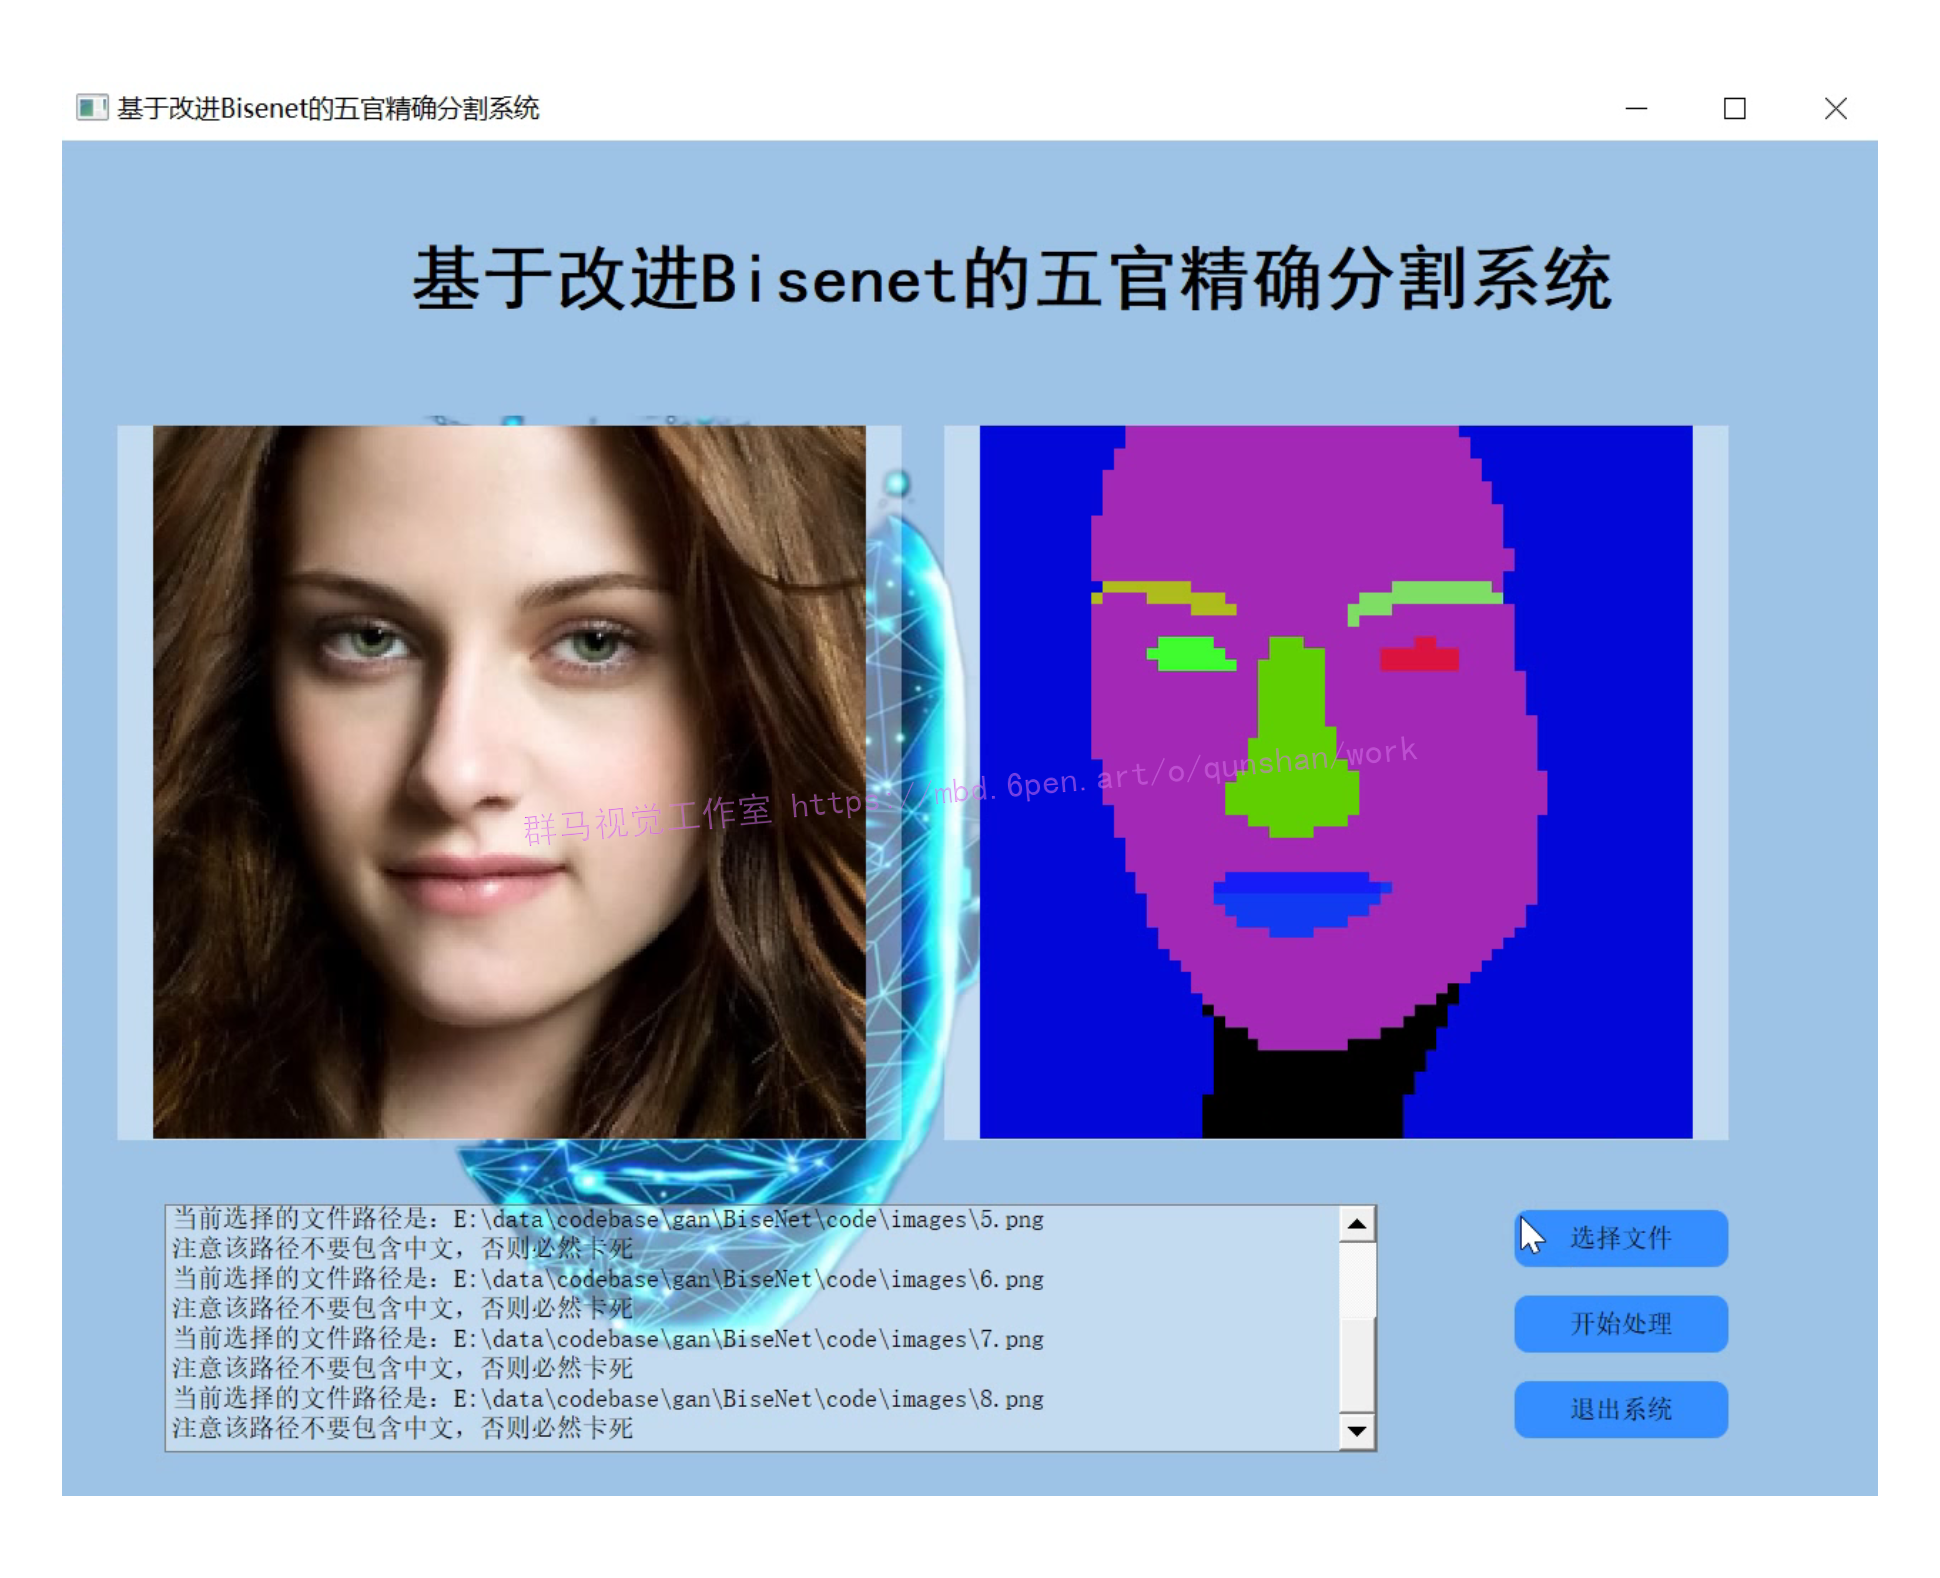 基于改进Bisenet的五官精确分割系统
基于改进Bisenet的五官精确分割系统
群马视觉工作室 https://mbd.6pen.art/o/qunshan/work
当前选择的文件路径是：E:\data\codebase\gan\BiseNet\code\images\5.png
注意该路径不要包含中文，否则必然卡死
当前选择的文件路径是：E:\data\codebase\gan\BiseNet\code\images\6.png
注意该路径不要包含中文，否则必然卡死
当前选择的文件路径是：E:\data\codebase\gan\BiseNet\code\images\7.png
注意该路径不要包含中文，否则必然卡死
当前选择的文件路径是：E:\data\codebase\gan\BiseNet\code\images\8.png
注意该路径不要包含中文，否则必然卡死
选择文件
开始处理
退出系统